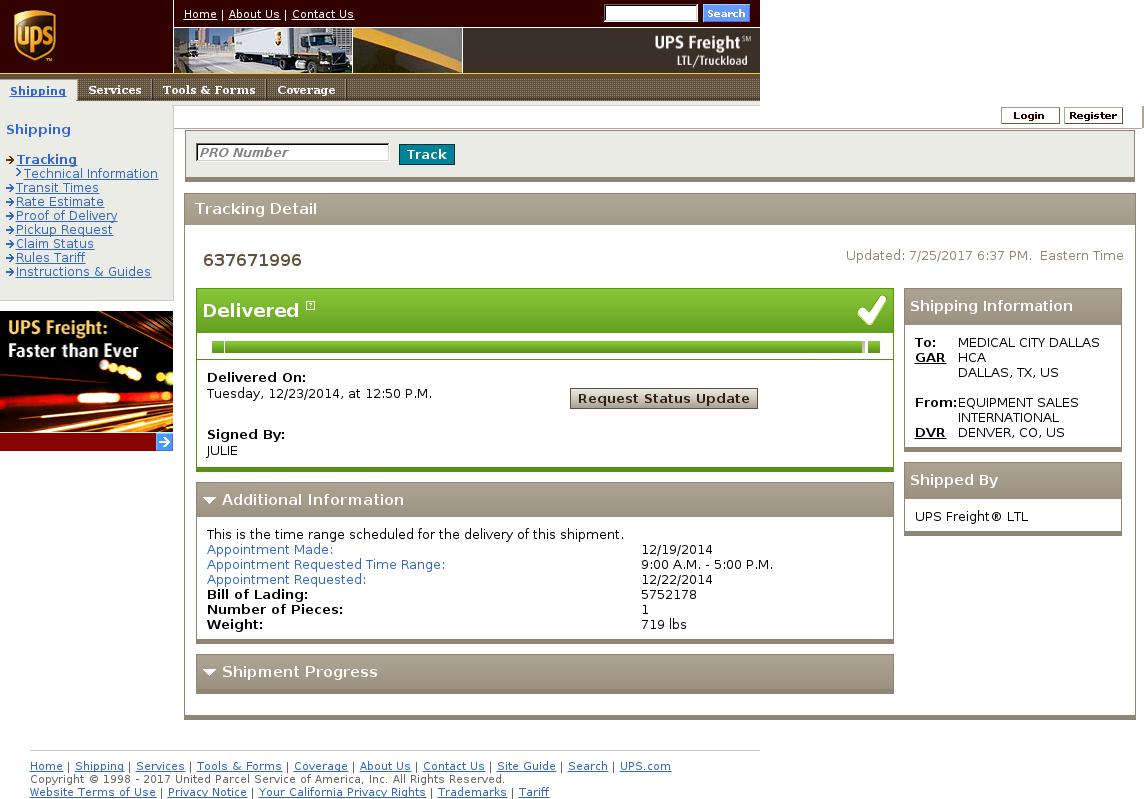 Home | About Us | Contact Us
Search
ups
UPS Freight℠
LTL/Truckload
Shipping
Services
Tools & Forms
Coverage
Login
Register
Shipping
Tracking
Technical Information
Transit Times
Rate Estimate
Proof of Delivery
Pickup Request
Claim Status
Rules Tariff
Instructions & Guides
UPS Freight:
Faster than Ever
PRO Number
Track
Tracking Detail
637671996
Updated: 7/25/2017 6:37 PM. Eastern Time
Delivered ?
Delivered On:
Tuesday, 12/23/2014, at 12:50 P.M.
Request Status Update
Signed By:
JULIE
Additional Information
This is the time range scheduled for the delivery of this shipment.
Appointment Made: 12/19/2014
Appointment Requested Time Range: 9:00 A.M. - 5:00 P.M.
Appointment Requested: 12/22/2014
Bill of Lading: 5752178
Number of Pieces: 1
Weight: 719 lbs
Shipment Progress
Shipping Information
To: MEDICAL CITY DALLAS
GAR HCA
DALLAS, TX, US
From: EQUIPMENT SALES
INTERNATIONAL
DVR DENVER, CO, US
Shipped By
UPS Freight® LTL
Home | Shipping | Services | Tools & Forms | Coverage | About Us | Contact Us | Site Guide | Search | UPS.com
Copyright © 1998 - 2017 United Parcel Service of America, Inc. All Rights Reserved.
Website Terms of Use | Privacy Notice | Your California Privacy Rights | Trademarks | Tariff